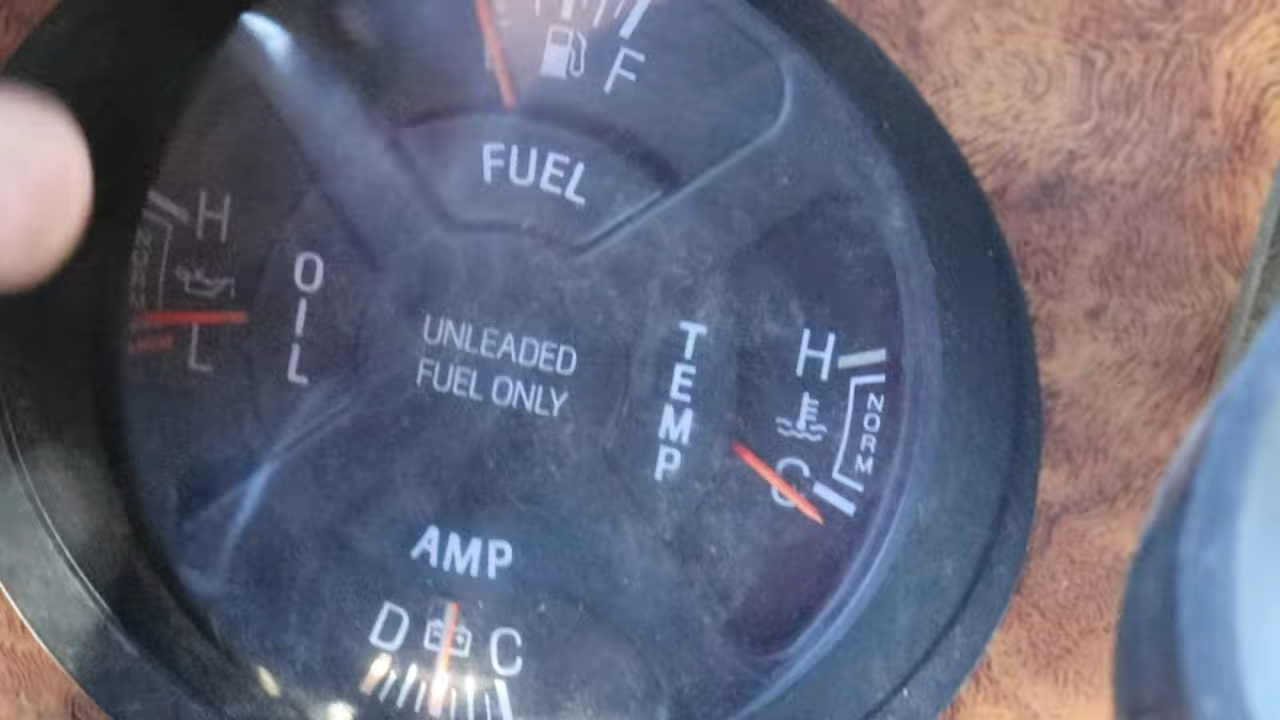 F
FUEL
H
OIL
L
UNLEADED
FUEL ONLY
TEMP
H
NORM
C
AMP
D C